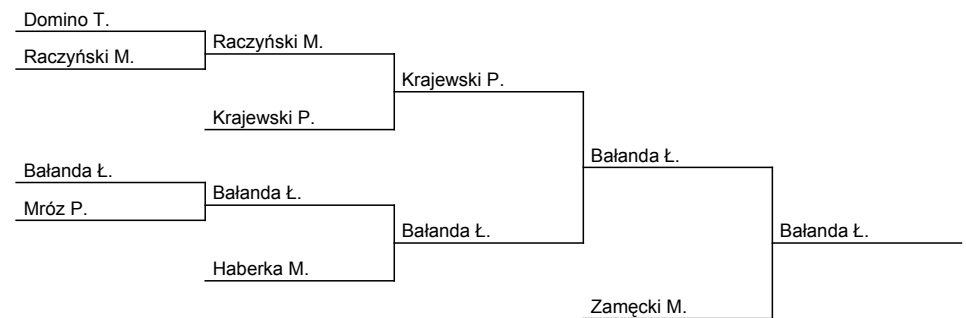 Domino T.
Raczyński M.
Raczyński M.
Krajewski P.
Krajewski P.
Bałanda Ł.
Bałanda Ł.
Bałanda Ł.
Mróz P.
Bałanda Ł.
Bałanda Ł.
Haberka M.
Zamęcki M.